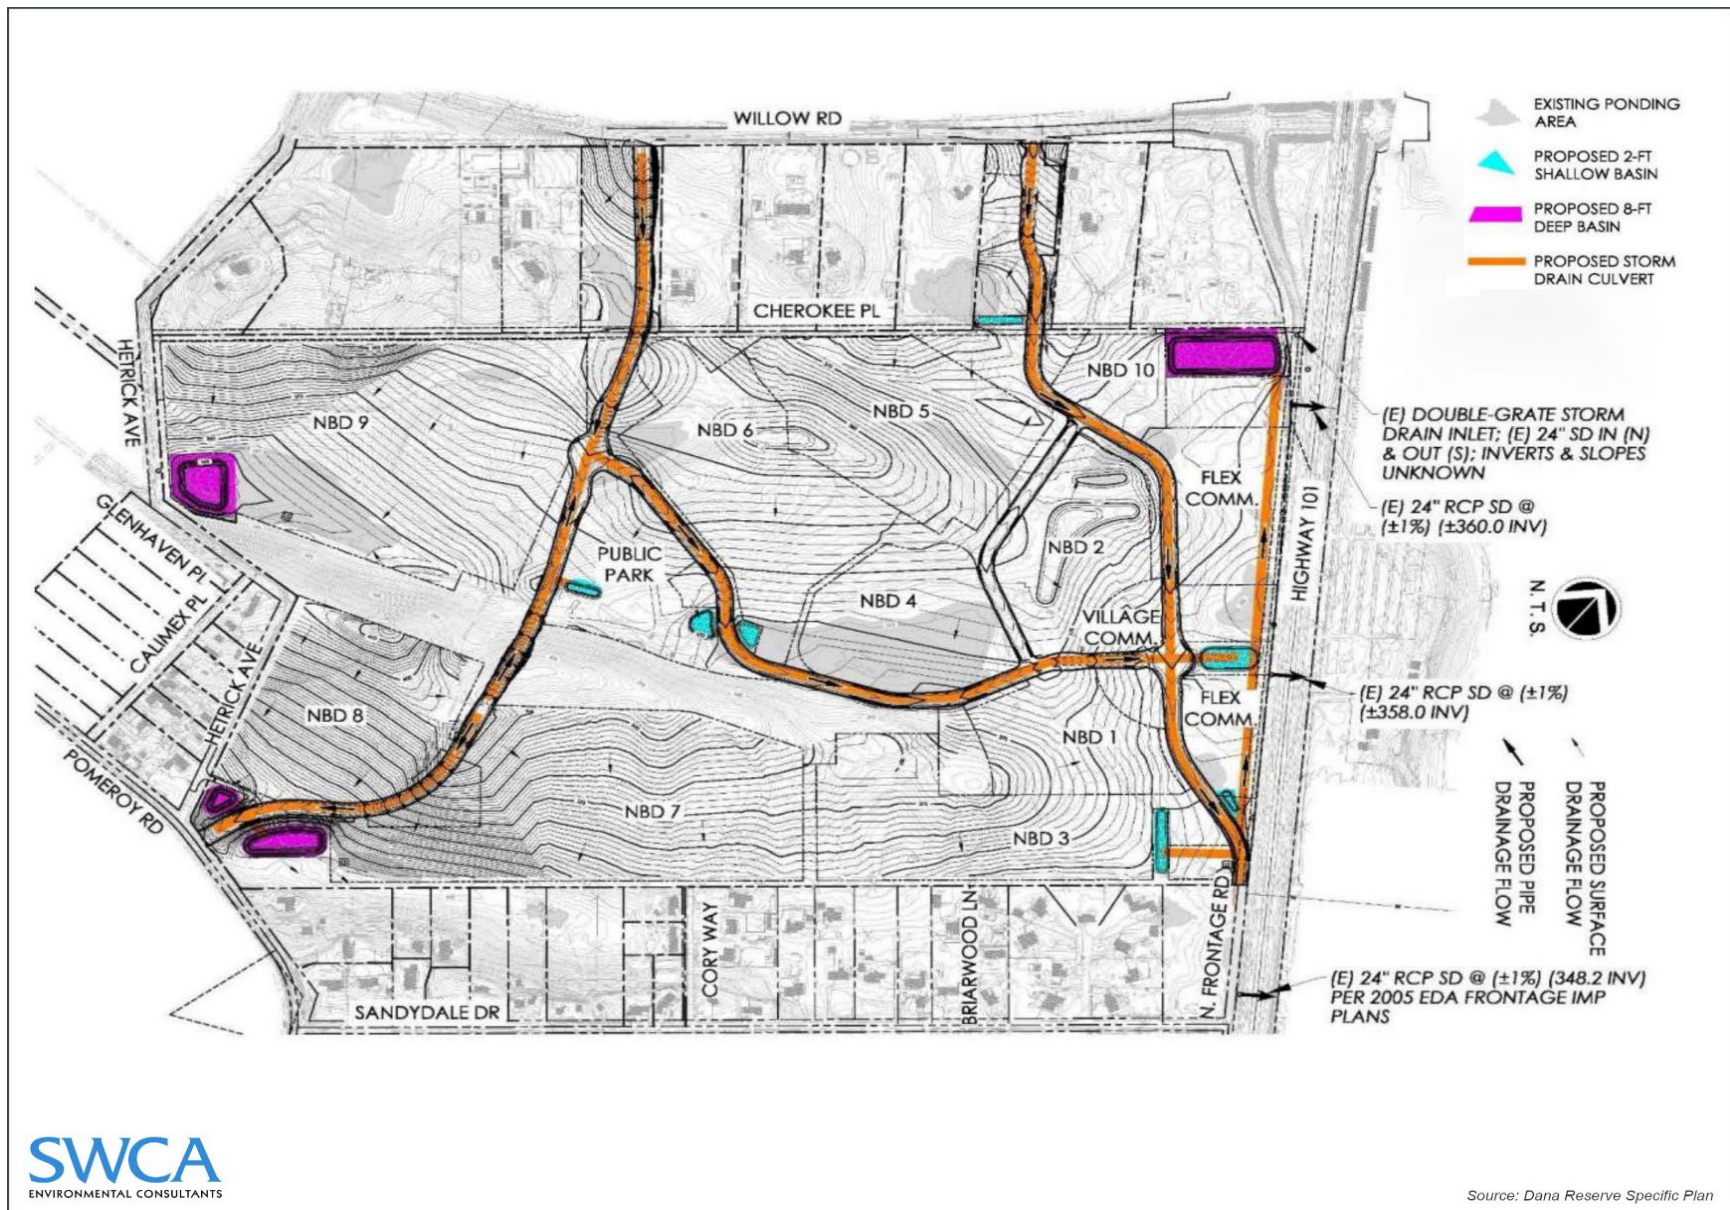 WILLOW RD
EXISTING PONDING
AREA
PROPOSED 2-FT
SHALLOW BASIN
PROPOSED 8-FT
DEEP BASIN
PROPOSED STORM
DRAIN CULVERT
CHEROKEE PL
HETRICK AVE
NBD 10
NBD 9
NBD 6
NBD 5
FLEX
COMM.
(E) DOUBLE-GRATE STORM
DRAIN INLET; (E) 24" SD IN (N)
& OUT (S); INVERTS & SLOPES
UNKNOWN
(E) 24" RCP SD @
(±1%) (±360.0 INV)
HIGHWAY 101
GLENHAVEN PL
PUBLIC
PARK
NBD 2
NBD 4
VILLAGE
COMM.
N.T.S.
CALIMEX PL
HETRICK AVE
NBD 8
FLEX
COMM.
NBD 1
(E) 24" RCP SD @ (±1%)
(±358.0 INV)
POMEROY RD
NBD 7
NBD 3
PROPOSED PIPE
DRAINAGE FLOW
PROPOSED SURFACE
DRAINAGE FLOW
CORY WAY
BRIARWOOD LN
N. FRONTAGE RD
SANDYDALE DR
(E) 24" RCP SD @ (±1%) (348.2 INV)
PER 2005 EDA FRONTAGE IMP
PLANS
SWCA
ENVIRONMENTAL CONSULTANTS
Source: Dana Reserve Specific Plan